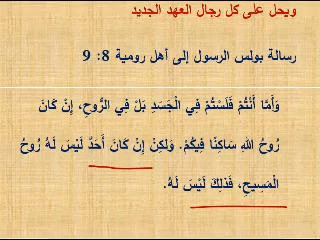 ويحل على كل رجال العهد الجديد
رسالة بولس الرسول إلى أهل رومية 8: 9
وَأَمَّا أَنْتُمْ فَلَسْتُمْ فِي الْجَسَدِ بَلْ فِي الرُّوحِ، إِنْ كَانَ
رُوحُ اللهِ سَاكِنًا فِيكُمْ. وَلكِنْ إِنْ كَانَ أَحَدٌ لَيْسَ لَهُ رُوحُ
الْمَسِيحِ، فَذلِكَ لَيْسَ لَهُ.